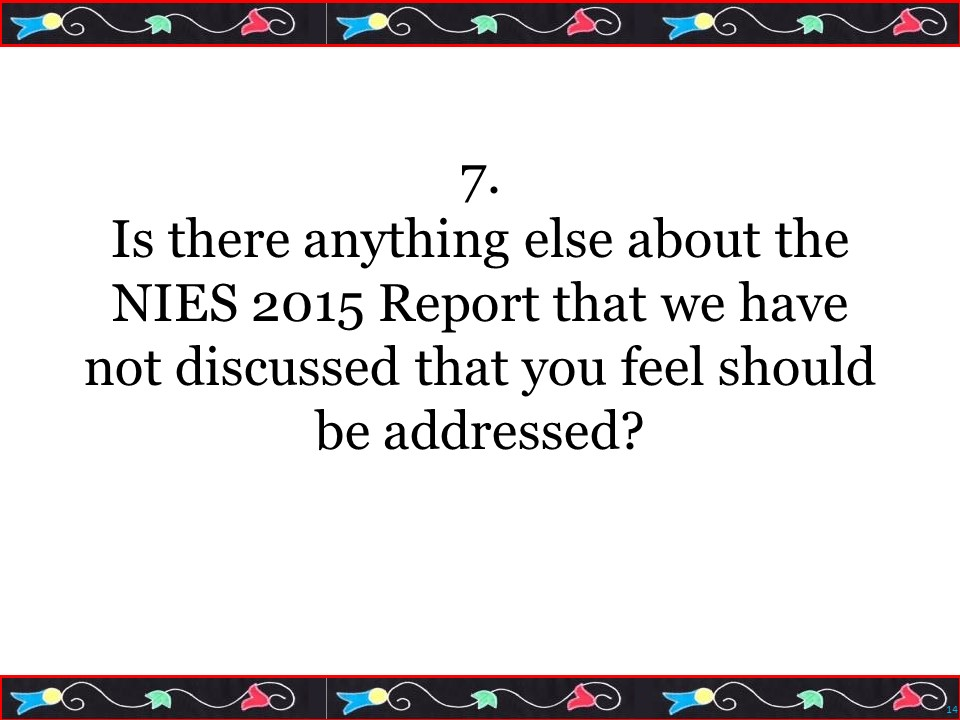 7.
Is there anything else about the
NIES 2015 Report that we have
not discussed that you feel should
be addressed?
14